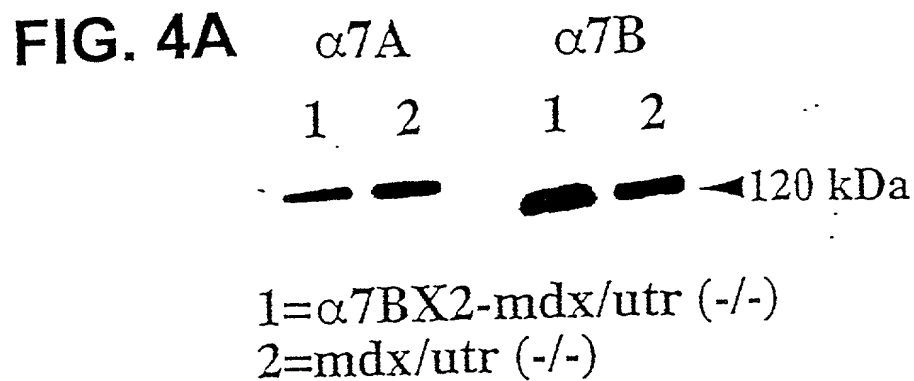 FIG. 4A α7A α7B
1 2 1 2
120 kDa
1=α7BX2-mdx/utr (-/-)
2=mdx/utr (-/-)